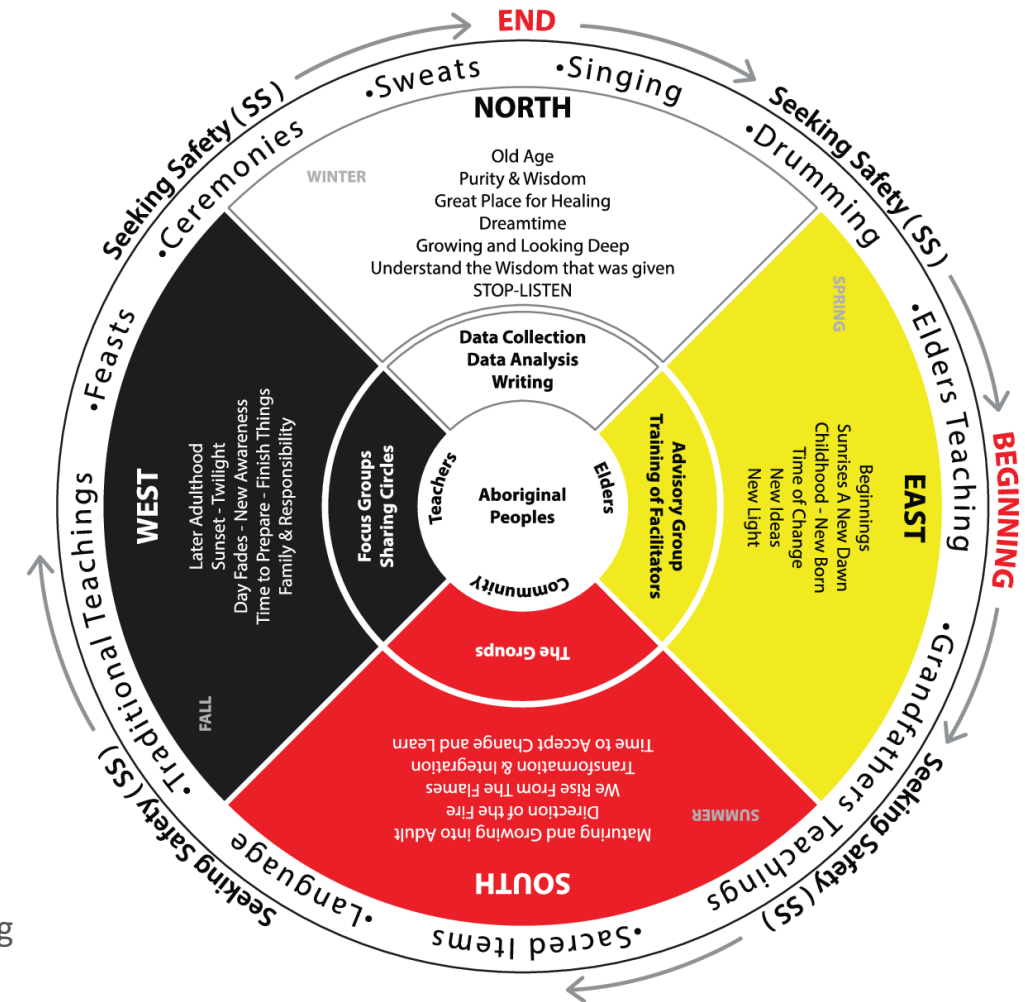 END
Seeking Safety (SS)
Seeking Safety (SS)
•Sweats
•Singing
•Drumming
•Elders Teaching
BEGINNING
•Grandfathers Teachings
Seeking Safety (SS)
•Sacred Items
•Language
Seeking Safety (SS)
•Traditional Teachings
•Feasts
•Ceremonies
NORTH
WINTER
Old Age
Purity & Wisdom
Great Place for Healing
Dreamtime
Growing and Looking Deep
Understand the Wisdom that was given
STOP-LISTEN
Data Collection
Data Analysis
Writing
EAST
SPRING
Beginnings
Sunrises A New Dawn
Childhood - New Born
Time of Change
New Ideas
New Light
Advisory Group
Training of Facilitators
SOUTH
SUMMER
Maturing and Growing into Adult
Direction of the Fire
We Rise From The Flames
Transformation & Integration
Time to Accept Change and Learn
The Groups
WEST
FALL
Later Adulthood
Sunset - Twilight
Day Fades - New Awareness
Time to Prepare - Finish Things
Family & Responsibility
Focus Groups
Sharing Circles
Teachers
Elders
Community
Aboriginal
Peoples
g